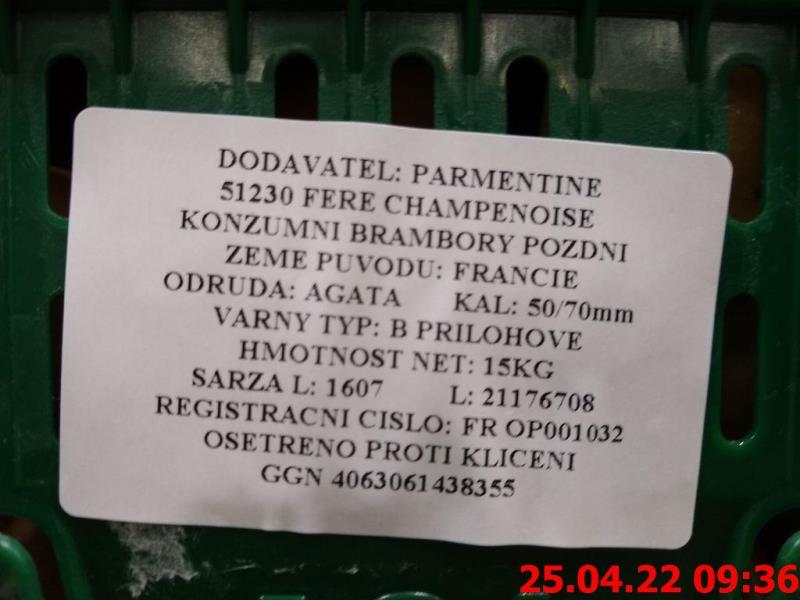 DODAVATEL: PARMENTINE
51230 FERE CHAMPENOISE
KONZUMNI BRAMBORY POZDNI
ZEME PUVODU: FRANCIE
ODRUDA: AGATA KAL: 50/70mm
VARNY TYP: B PRILOHOVE
HMOTNOST NET: 15KG
SARZA L: 1607 L: 21176708
REGISTRACNI CISLO: FR OP001032
OSETRENO PROTI KLICENI
GGN 4063061438355
25.04.22 09:36